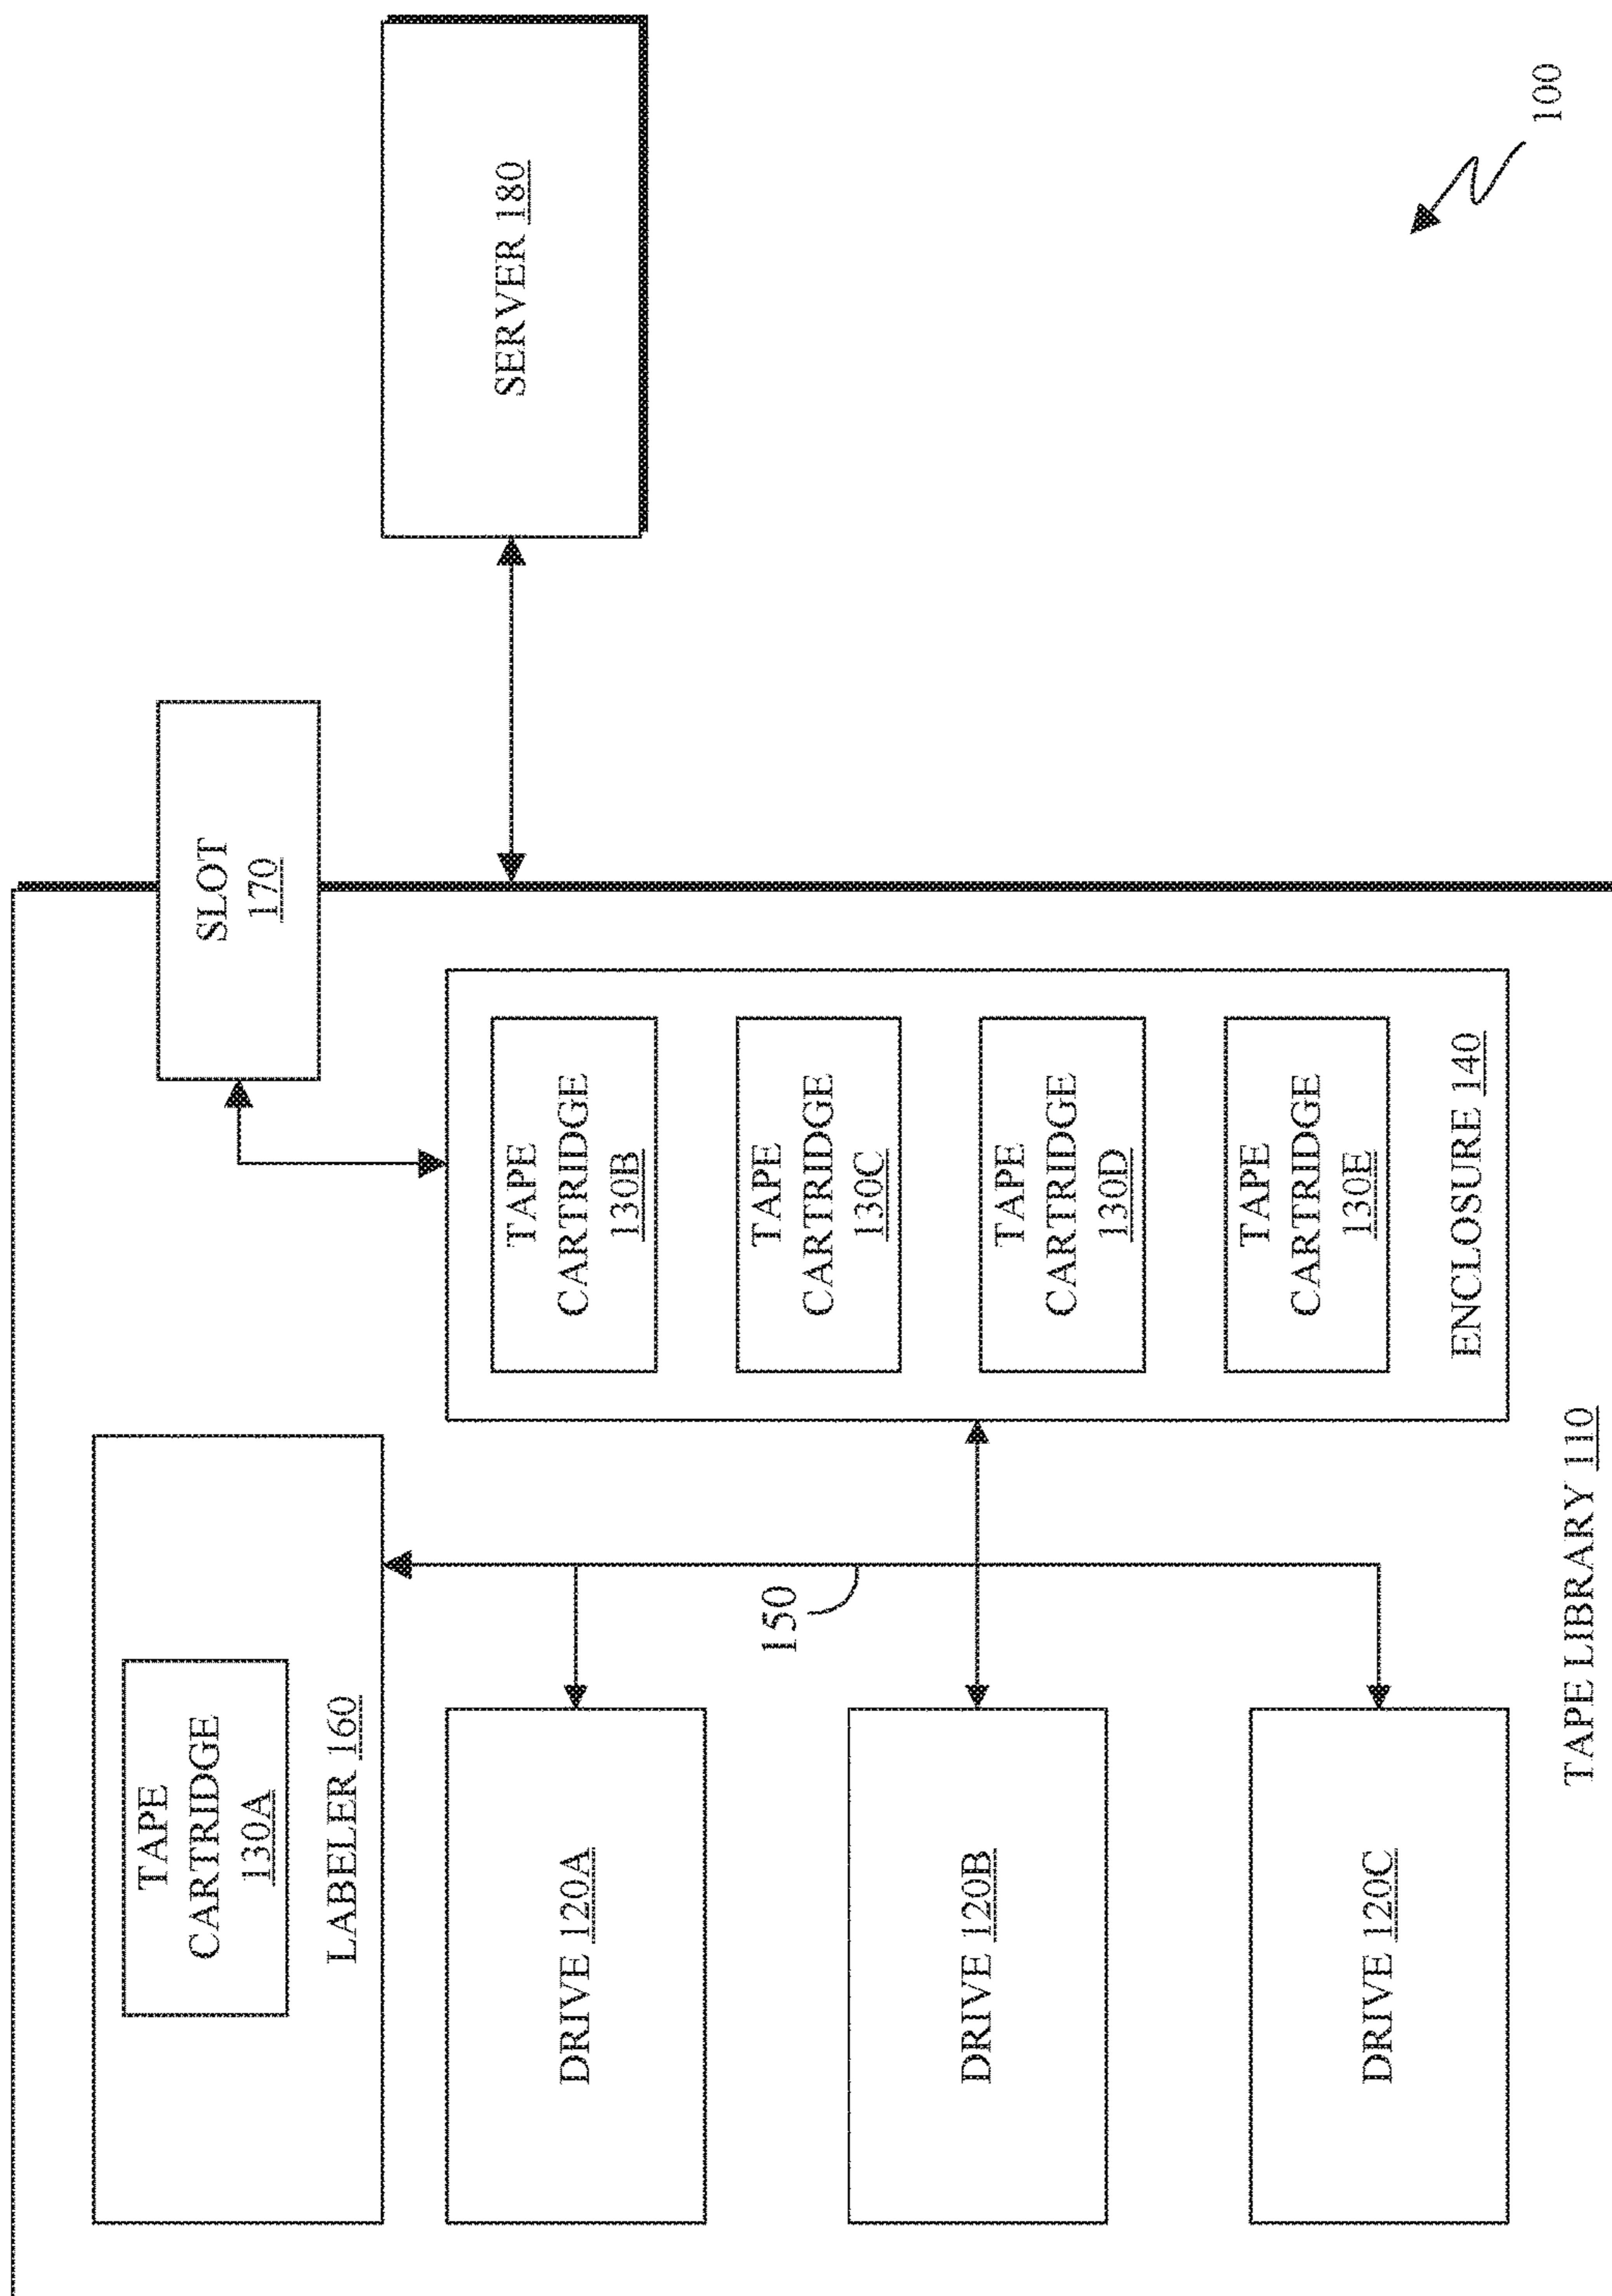 TAPE
CARTRIDGE
130A
LABELER 160
DRIVE 120A
DRIVE 120B
DRIVE 120C
150
SLOT
170
TAPE
CARTRIDGE
130B
TAPE
CARTRIDGE
130C
TAPE
CARTRIDGE
130D
TAPE
CARTRIDGE
130E
ENCLOSURE 140
TAPE LIBRARY 110
SERVER 180
100